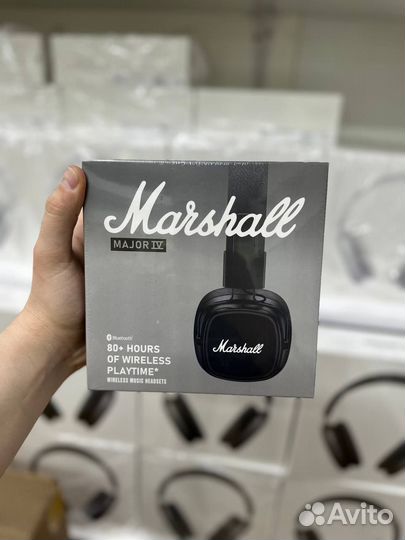 Marshall
MAJOR IV
Bluetooth
80+ HOURS
OF WIRELESS
PLAYTIME*
WIRELESS MUSIC HEADSETS
Marshall
Avito